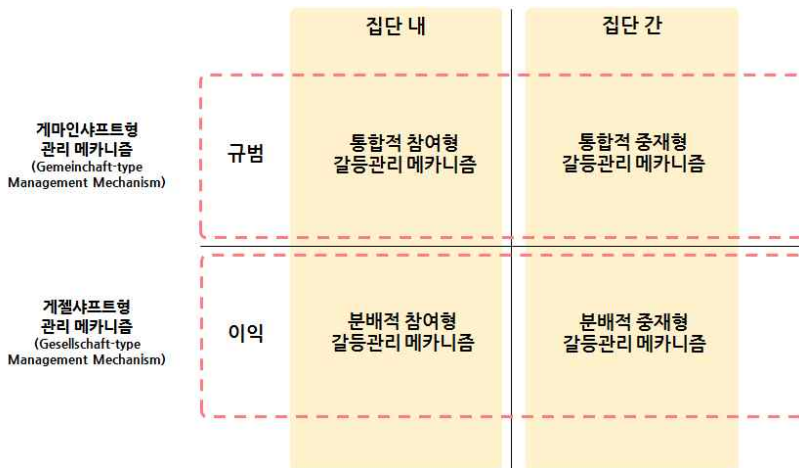 집단 내
집단 간
게마인샤프트형
관리 메카니즘
(Gemeinchaft-type
Management Mechanism)
규범
통합적 참여형
갈등관리 메카니즘
통합적 중재형
갈등관리 메카니즘
게젤샤프트형
관리 메카니즘
(Gesellschaft-type
Management Mechanism)
이익
분배적 참여형
갈등관리 메카니즘
분배적 중재형
갈등관리 메카니즘